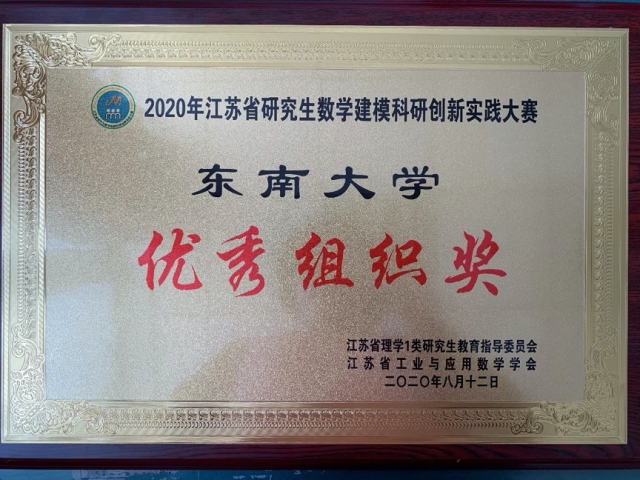 2020年江苏省研究生数学建模科研创新实践大赛
东南大学
优秀组织奖
江苏省理学1类研究生教育指导委员会
江苏省工业与应用数学学会
二〇二〇年八月十二日